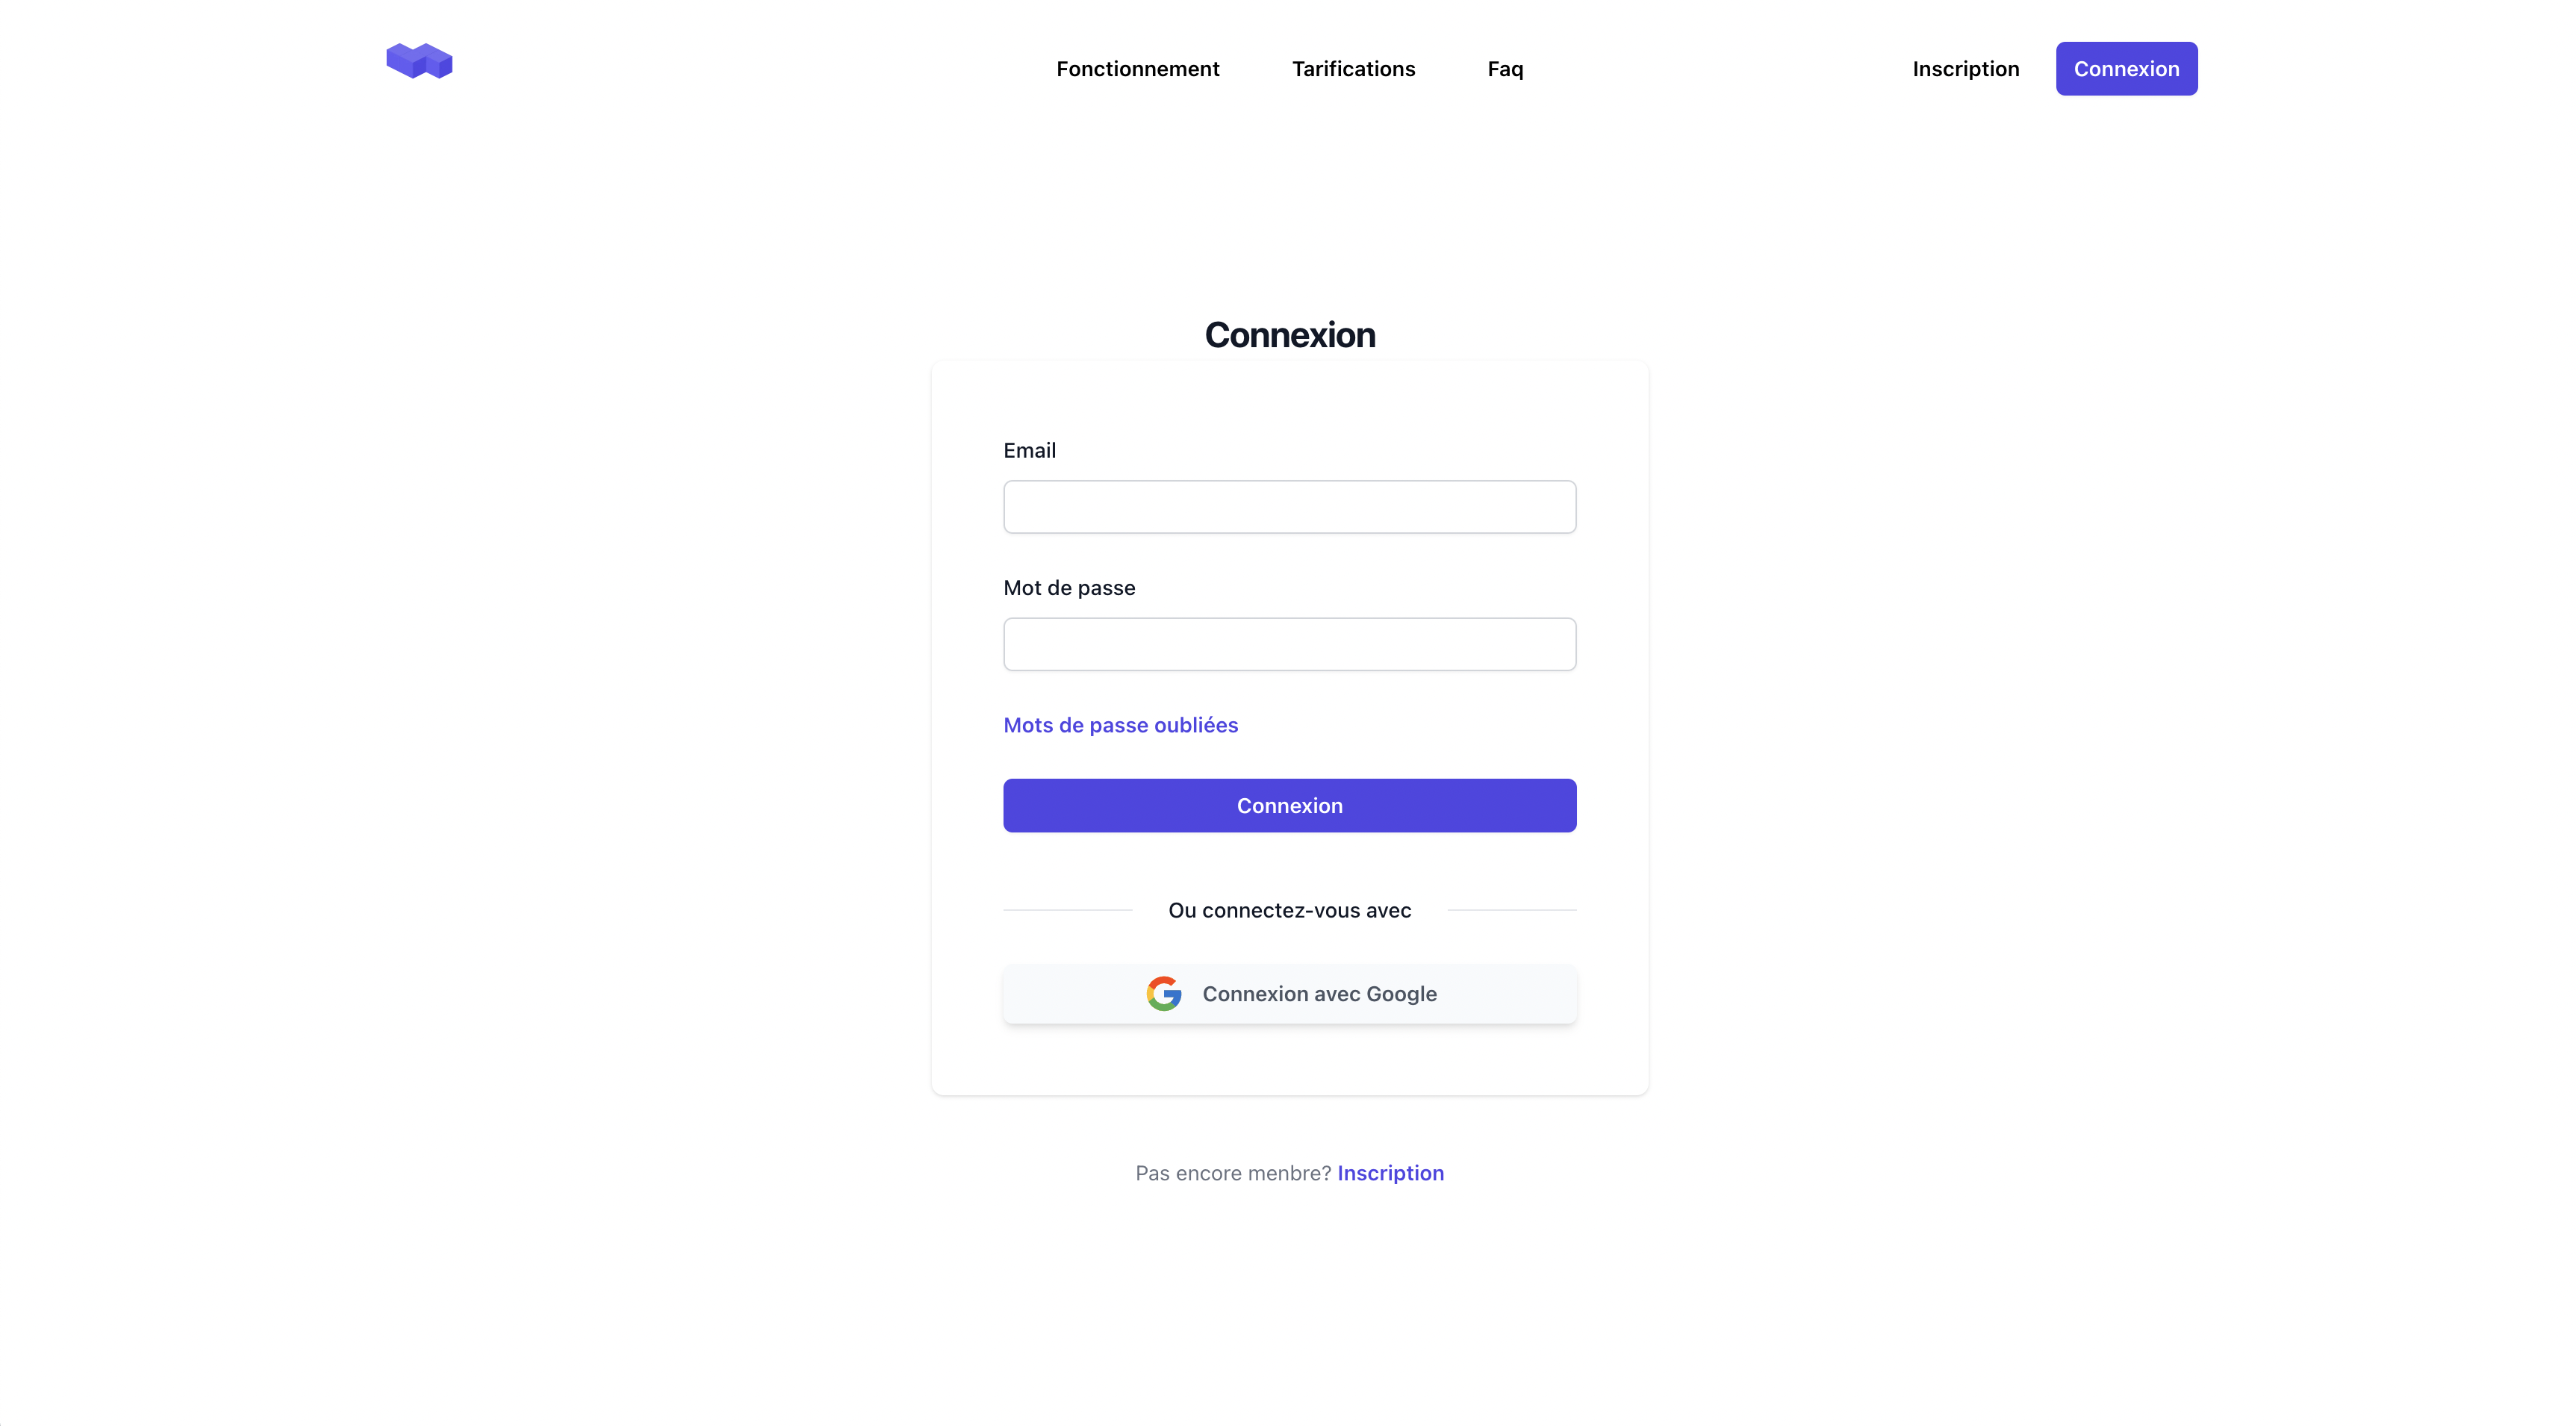 Fonctionnement Tarifications Faq Inscription Connexion
Connexion
Email
Mot de passe
Mots de passe oubliées
Connexion
Ou connectez-vous avec
Connexion avec Google
Pas encore menbre? Inscription